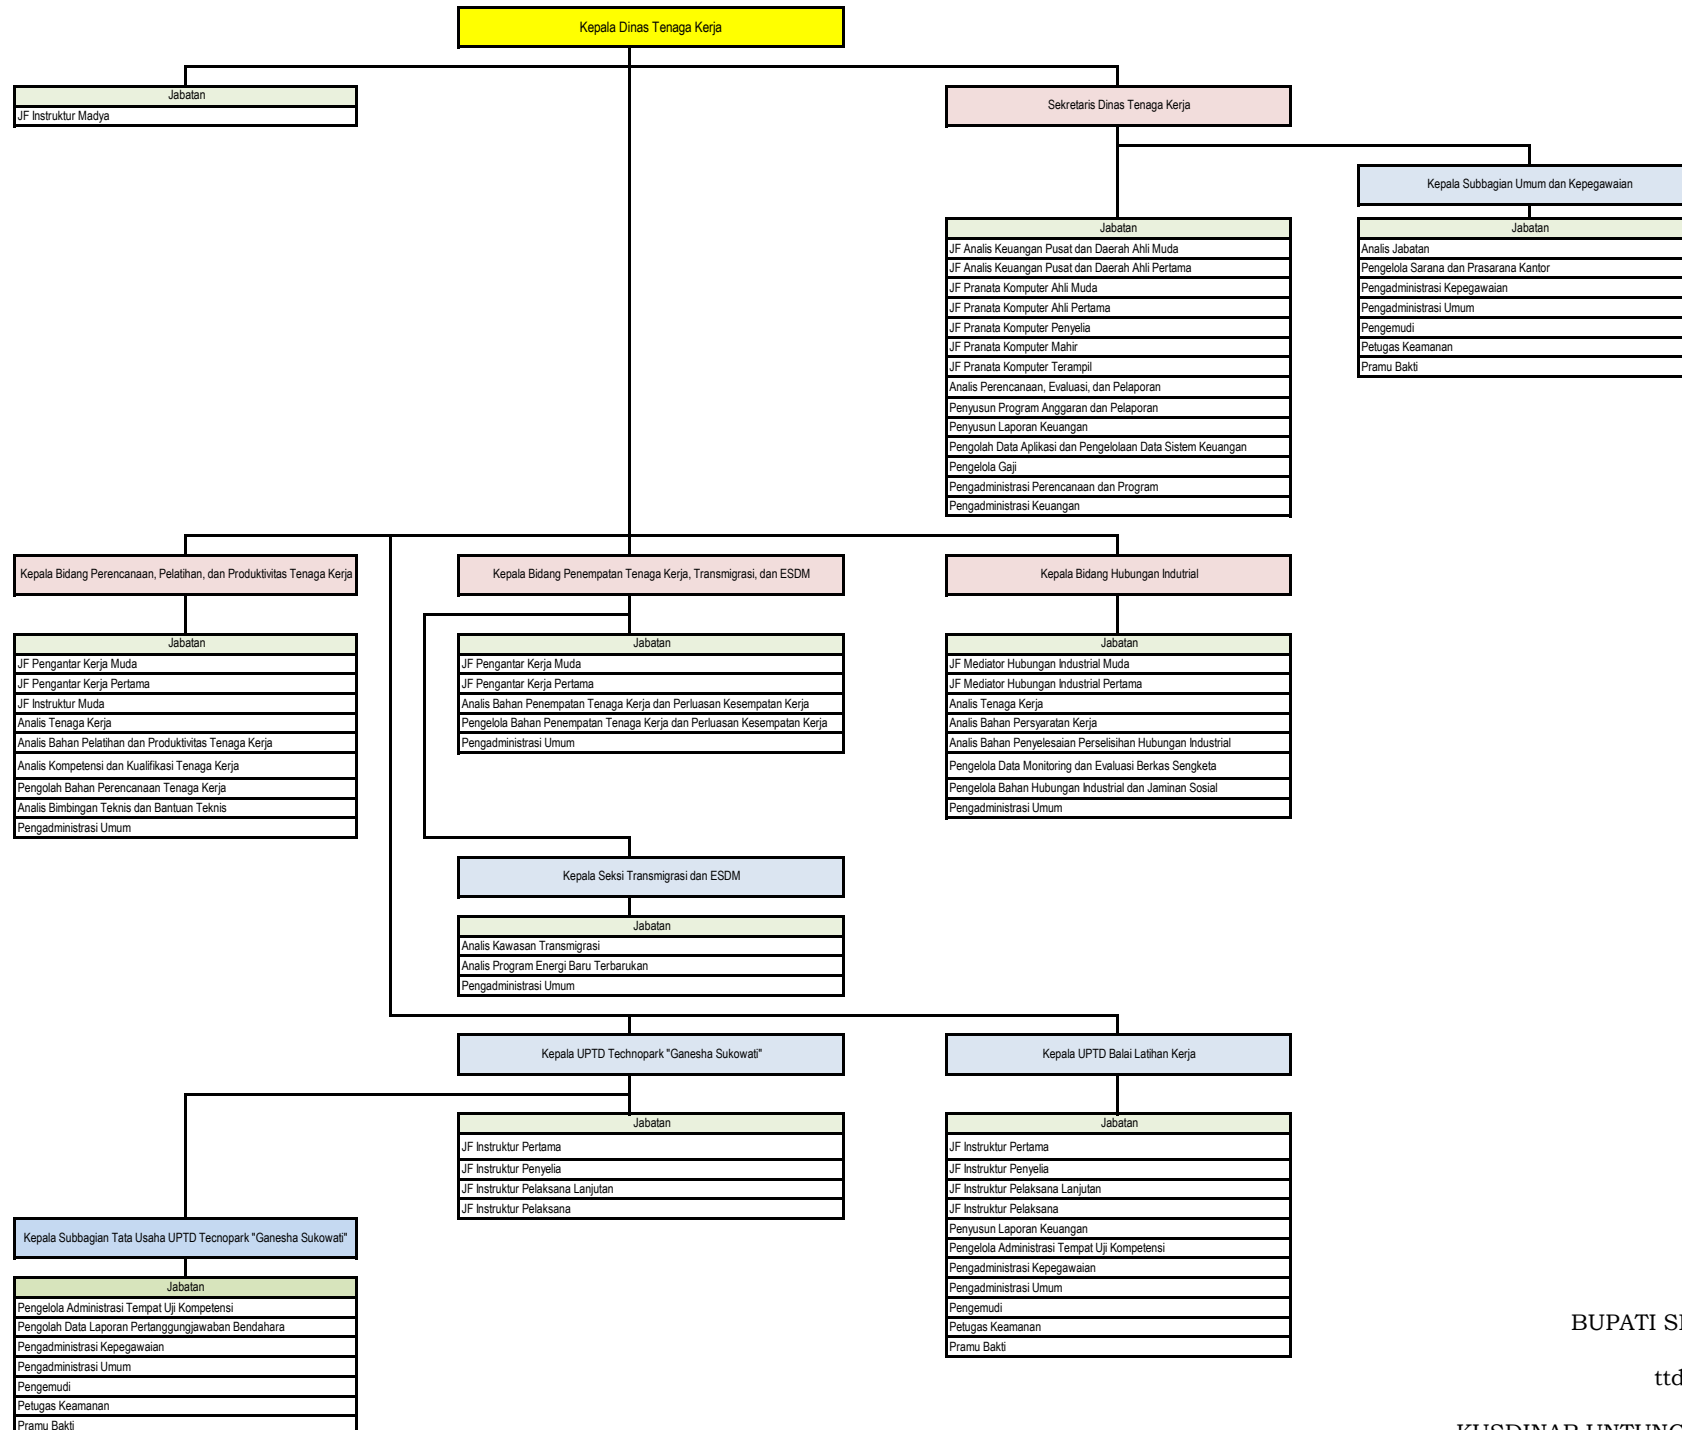 Kepala Dinas Tenaga Kerja
Jabatan
JF Instruktur Madya
Sekretaris Dinas Tenaga Kerja
Kepala Subbagian Umum dan Kepegawaian
Jabatan
JF Analis Keuangan Pusat dan Daerah Ahli Muda
JF Analis Keuangan Pusat dan Daerah Ahli Pertama
JF Pranata Komputer Ahli Muda
JF Pranata Komputer Ahli Pertama
JF Pranata Komputer Penyelia
JF Pranata Komputer Mahir
JF Pranata Komputer Terampil
Analis Perencanaan, Evaluasi, dan Pelaporan
Penyusun Program Anggaran dan Pelaporan
Penyusun Laporan Keuangan
Pengolah Data Aplikasi dan Pengelolaan Data Sistem Keuangan
Pengelola Gaji
Pengadministrasi Perencanaan dan Program
Pengadministrasi Keuangan
Jabatan
Analis Jabatan
Pengelola Sarana dan Prasarana Kantor
Pengadministrasi Kepegawaian
Pengadministrasi Umum
Pengemudi
Petugas Keamanan
Pramu Bakti
Kepala Bidang Perencanaan, Pelatihan, dan Produktivitas Tenaga Kerja
Jabatan
JF Pengantar Kerja Muda
JF Pengantar Kerja Pertama
JF Instruktur Muda
Analis Tenaga Kerja
Analis Bahan Pelatihan dan Produktivitas Tenaga Kerja
Analis Kompetensi dan Kualifikasi Tenaga Kerja
Pengolah Bahan Perencanaan Tenaga Kerja
Analis Bimbingan Teknis dan Bantuan Teknis
Pengadministrasi Umum
Kepala Bidang Penempatan Tenaga Kerja, Transmigrasi, dan ESDM
Jabatan
JF Pengantar Kerja Muda
JF Pengantar Kerja Pertama
Analis Bahan Penempatan Tenaga Kerja dan Perluasan Kesempatan Kerja
Pengelola Bahan Penempatan Tenaga Kerja dan Perluasan Kesempatan Kerja
Pengadministrasi Umum
Kepala Bidang Hubungan Indutrial
Jabatan
JF Mediator Hubungan Industrial Muda
JF Mediator Hubungan Industrial Pertama
Analis Tenaga Kerja
Analis Bahan Persyaratan Kerja
Analis Bahan Penyelesaian Perselisihan Hubungan Industrial
Pengelola Data Monitoring dan Evaluasi Berkas Sengketa
Pengelola Bahan Hubungan Industrial dan Jaminan Sosial
Pengadministrasi Umum
Kepala Seksi Transmigrasi dan ESDM
Jabatan
Analis Kawasan Transmigrasi
Analis Program Energi Baru Terbarukan
Pengadministrasi Umum
Kepala UPTD Technopark "Ganesha Sukowati"
Jabatan
JF Instruktur Pertama
JF Instruktur Penyelia
JF Instruktur Pelaksana Lanjutan
JF Instruktur Pelaksana
Kepala UPTD Balai Latihan Kerja
Jabatan
JF Instruktur Pertama
JF Instruktur Penyelia
JF Instruktur Pelaksana Lanjutan
JF Instruktur Pelaksana
Penyusun Laporan Keuangan
Pengelola Administrasi Tempat Uji Kompetensi
Pengadministrasi Kepegawaian
Pengadministrasi Umum
Pengemudi
Petugas Keamanan
Pramu Bakti
Kepala Subbagian Tata Usaha UPTD Tecnopark "Ganesha Sukowati"
Jabatan
Pengelola Administrasi Tempat Uji Kompetensi
Pengolah Data Laporan Pertanggungjawaban Bendahara
Pengadministrasi Kepegawaian
Pengadministrasi Umum
Pengemudi
Petugas Keamanan
Pramu Bakti
BUPATI
ttd
KUSDINAR